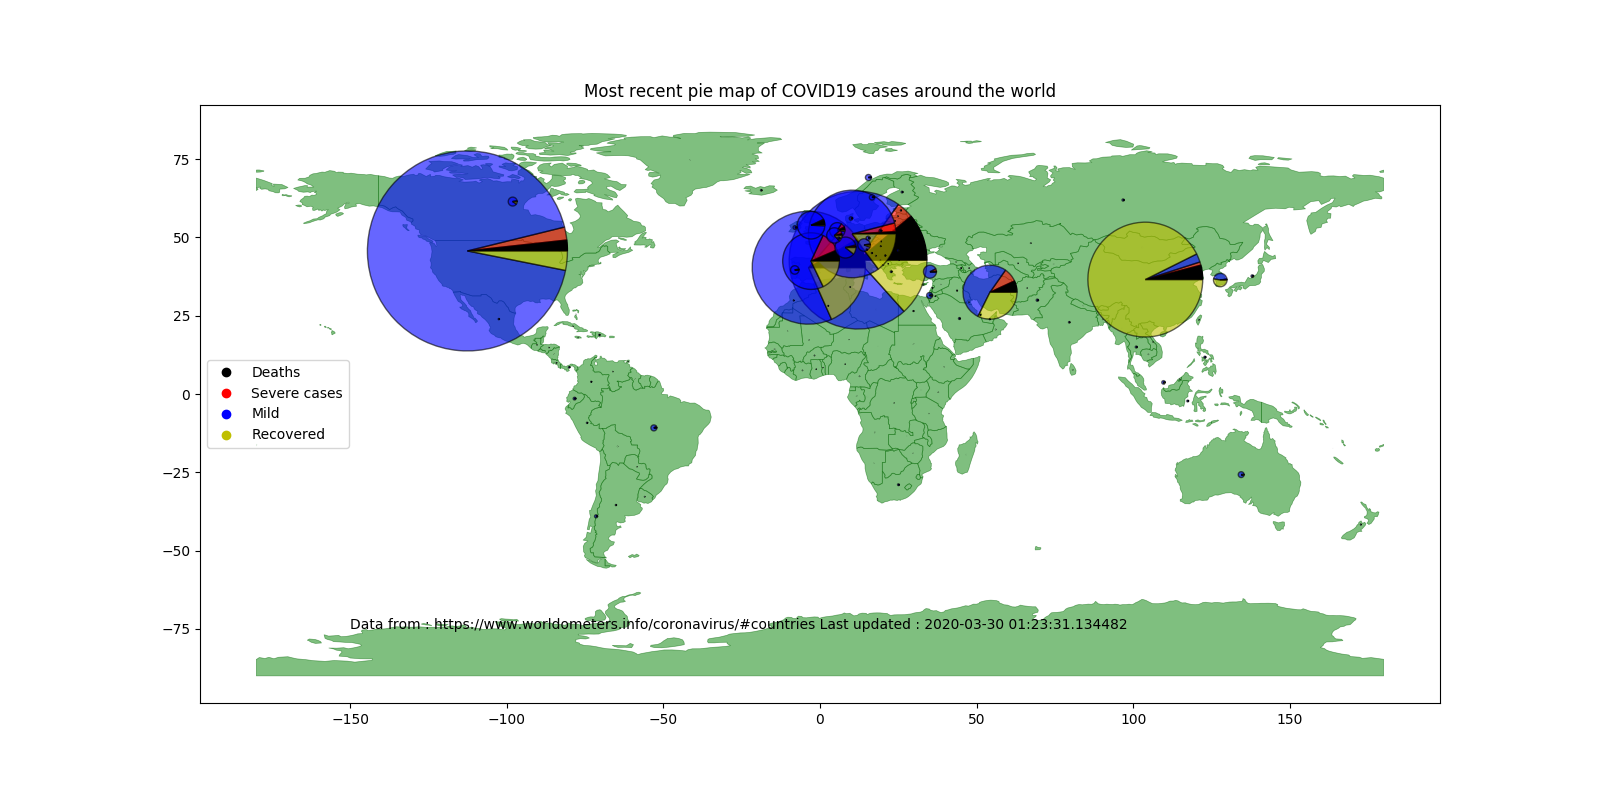 Most recent pie map of COVID19 cases around the world
75
50
25
0
−25
−50
−75
Deaths
Severe cases
Mild
Recovered
Data from : https://www.worldometers.info/coronavirus/#countries Last updated : 2020-03-30 01:23:31.134482
−150
−100
−50
0
50
100
150